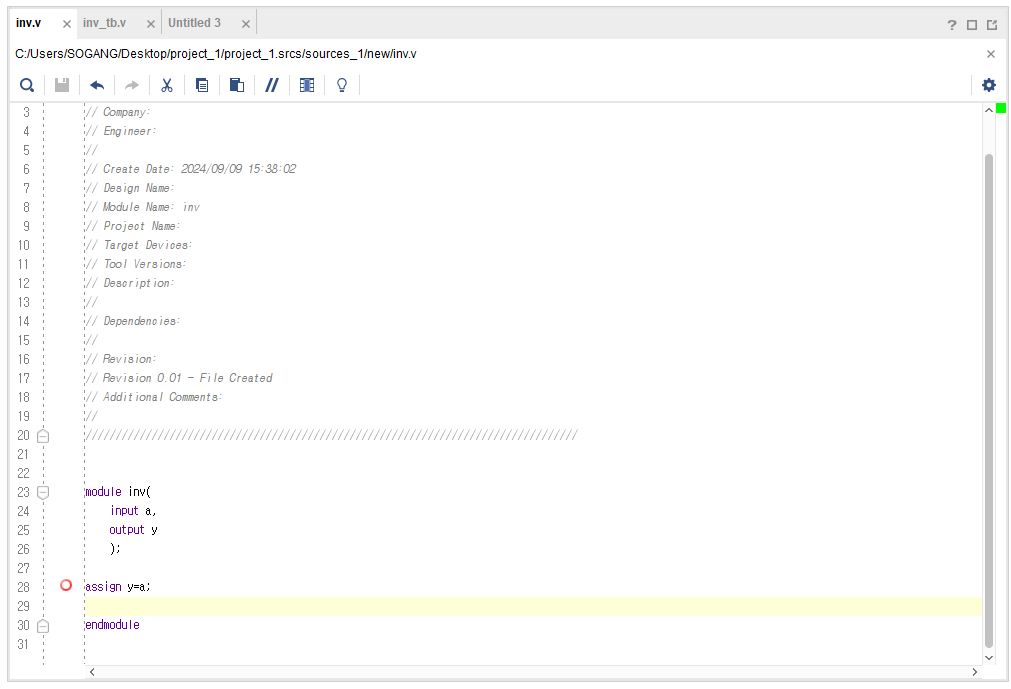 inv.v × inv_tb.v × Untitled 3 × ?
C:/Users/SOGANG/Desktop/project_1/project_1.srcs/sources_1/new/inv.v ×
//
3 // Company:
4 // Engineer:
5 //
6 // Create Date: 2024/09/09 15:38:02
7 // Design Name:
8 // Module Name: inv
9 // Project Name:
10 // Target Devices:
11 // Tool Versions:
12 // Description:
13 //
14 // Dependencies:
15 //
16 // Revision:
17 // Revision 0.01 - File Created
18 // Additional Comments:
19 //
20 //////////////////////////////////////////////////////////////////////////////////
21
22
23 module inv(
24 input a,
25 output y
26 );
27
28 assign y=a;
29
30 endmodule
31